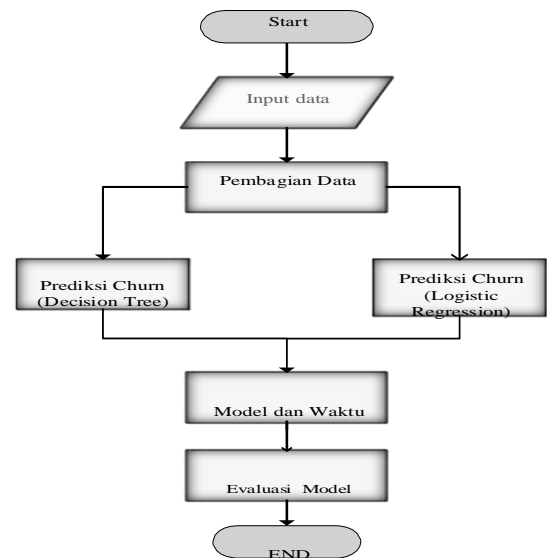 Start
Input data
Pembagian Data
Prediksi Churn
(Decision Tree)
Prediksi Churn
(Logistic
Regression)
Model dan Waktu
Evaluasi Model
END